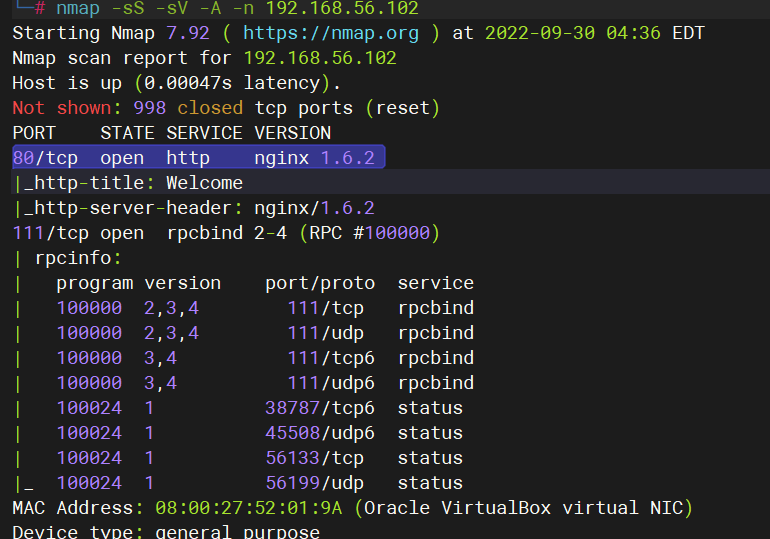 └─# nmap -sS -sV -A -n 192.168.56.102
Starting Nmap 7.92 ( https://nmap.org ) at 2022-09-30 04:36 EDT
Nmap scan report for 192.168.56.102
Host is up (0.00047s latency).
Not shown: 998 closed tcp ports (reset)
PORT    STATE SERVICE VERSION
80/tcp  open  http    nginx 1.6.2
|_http-title: Welcome
|_http-server-header: nginx/1.6.2
111/tcp open  rpcbind 2-4 (RPC #100000)
| rpcinfo:
|   program version    port/proto  service
|   100000  2,3,4        111/tcp   rpcbind
|   100000  2,3,4        111/udp   rpcbind
|   100000  3,4          111/tcp6  rpcbind
|   100000  3,4          111/udp6  rpcbind
|   100024  1          38787/tcp6  status
|   100024  1          45508/udp6  status
|   100024  1          56133/tcp   status
|_  100024  1          56199/udp   status
MAC Address: 08:00:27:52:01:9A (Oracle VirtualBox virtual NIC)
Device type: general purpose